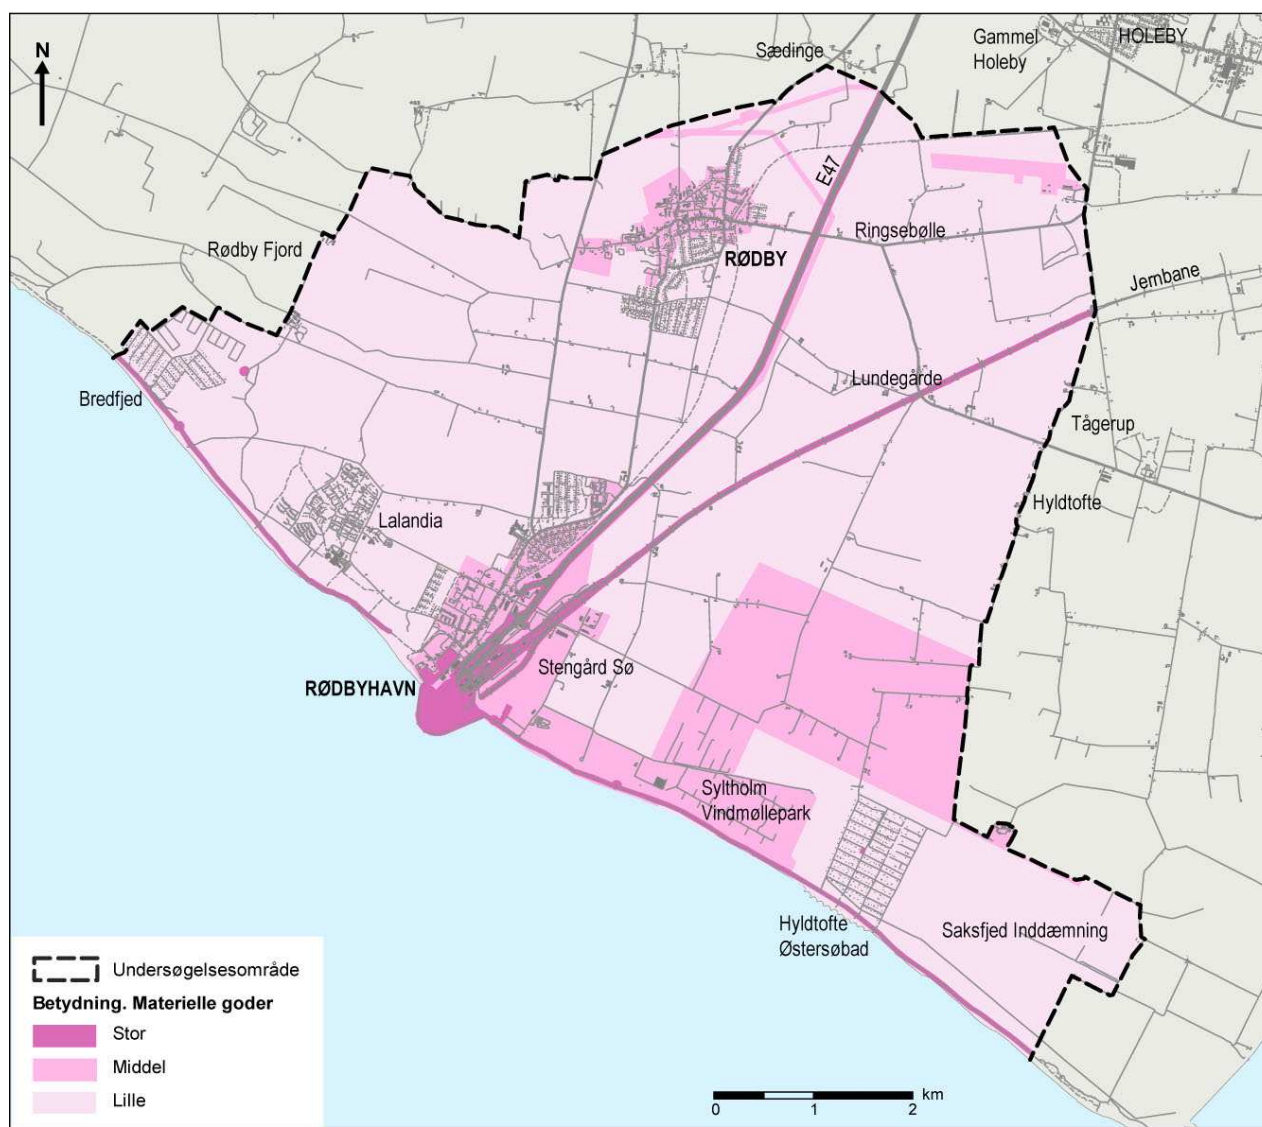 N
Sædinge
Gammel
Holeby
HOLEBY
E47
Rødby Fjord
RØDBY
Ringsebølle
Jernbane
Bredfjed
Lundegårde
Tågerup
Hyldtofte
Lalandia
Stengård Sø
RØDBYHAVN
Syltholm
Vindmøllepark
Hyldtofte
Østersøbad
Saksfjed Inddæmning
Undersøgelsesområde
Betydning. Materielle goder
Stor
Middel
Lille
km
0 1 2